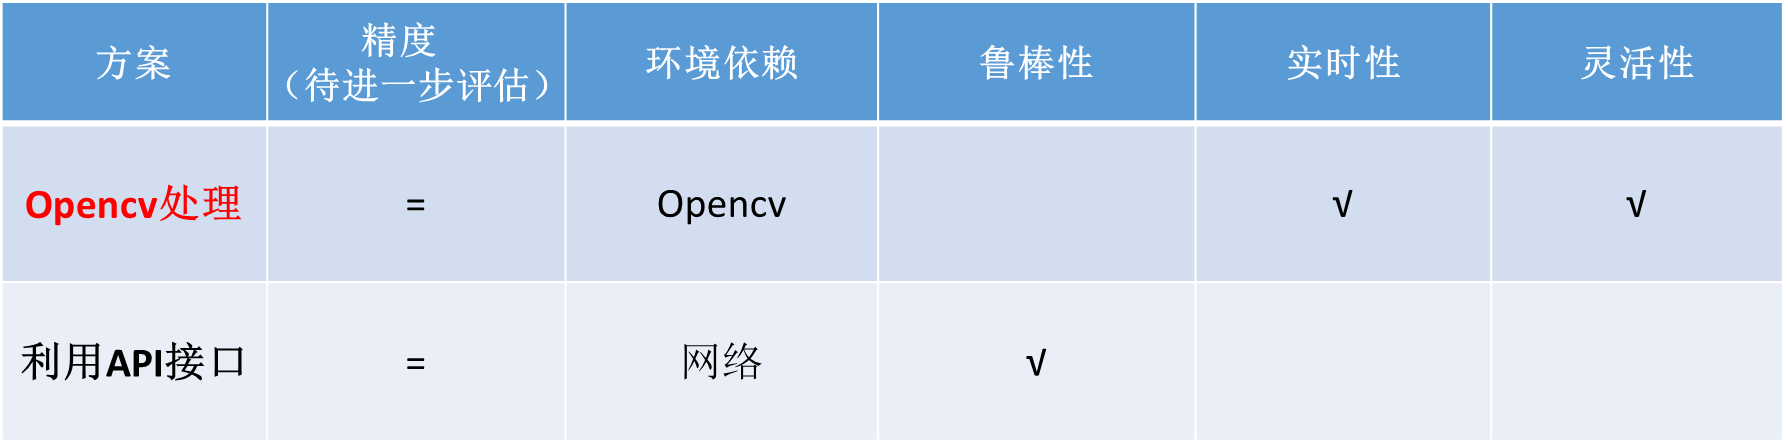 方案
精度
（待进一步评估）
环境依赖
鲁棒性
实时性
灵活性
Opencv处理
=
Opencv
√
√
利用API接口
=
网络
√